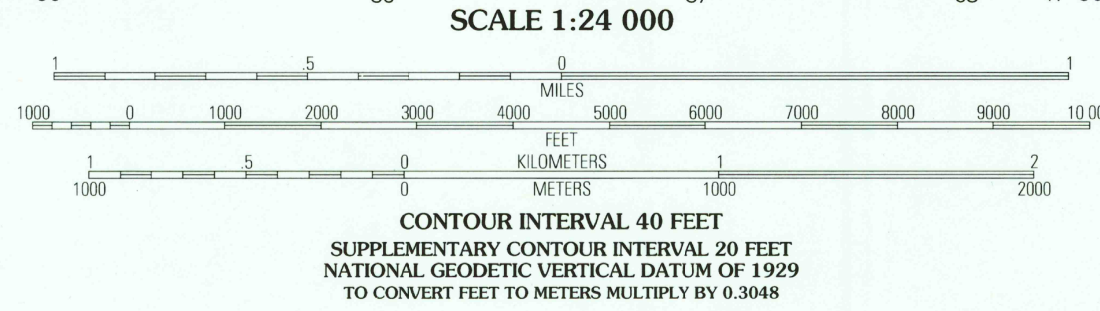 SCALE 1:24 000
1 .5 0 1
MILES
1000 0 1000 2000 3000 4000 5000 6000 7000 8000 9000 10 00
FEET
1 .5 0 KILOMETERS 1 2
1000 0 METERS 1000 2000
CONTOUR INTERVAL 40 FEET
SUPPLEMENTARY CONTOUR INTERVAL 20 FEET
NATIONAL GEODETIC VERTICAL DATUM OF 1929
TO CONVERT FEET TO METERS MULTIPLY BY 0.3048